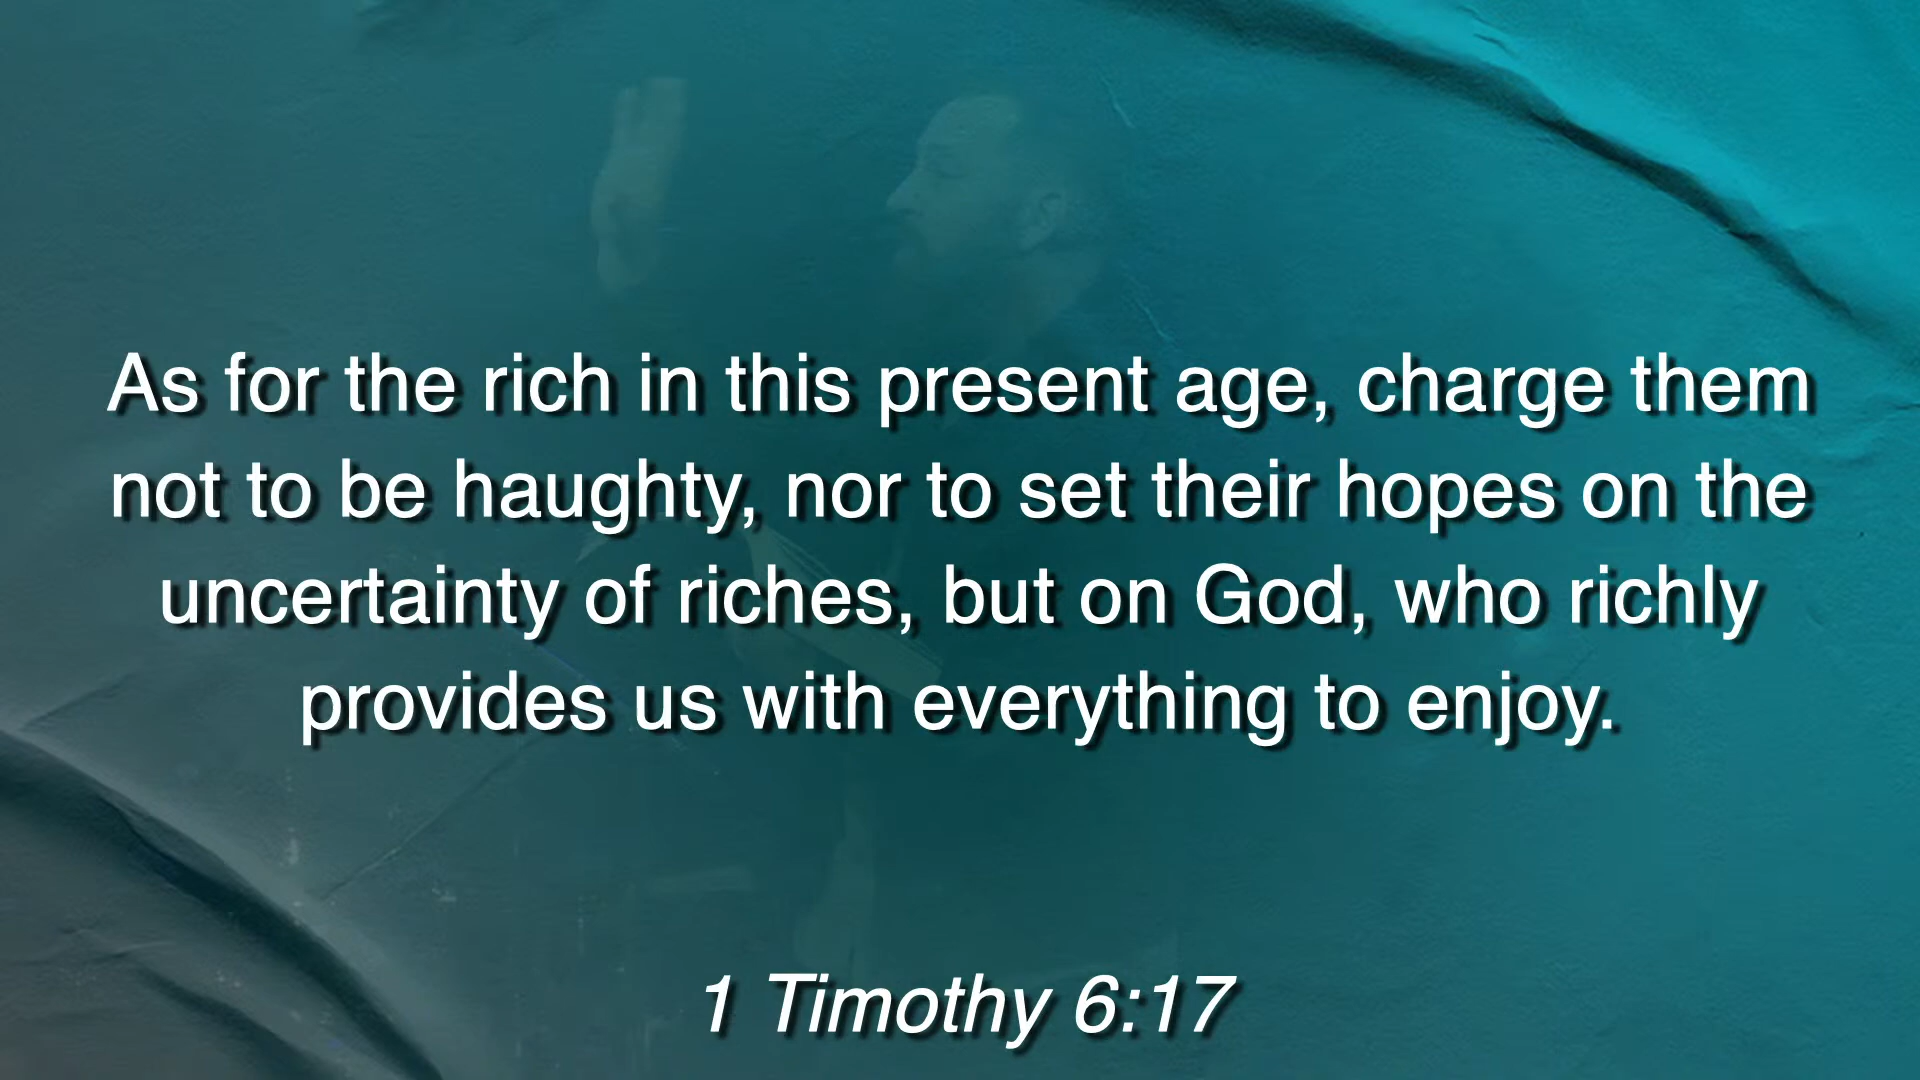 As for the rich in this present age, charge them
not to be haughty, nor to set their hopes on the
uncertainty of riches, but on God, who richly
provides us with everything to enjoy.
1 Timothy 6:17